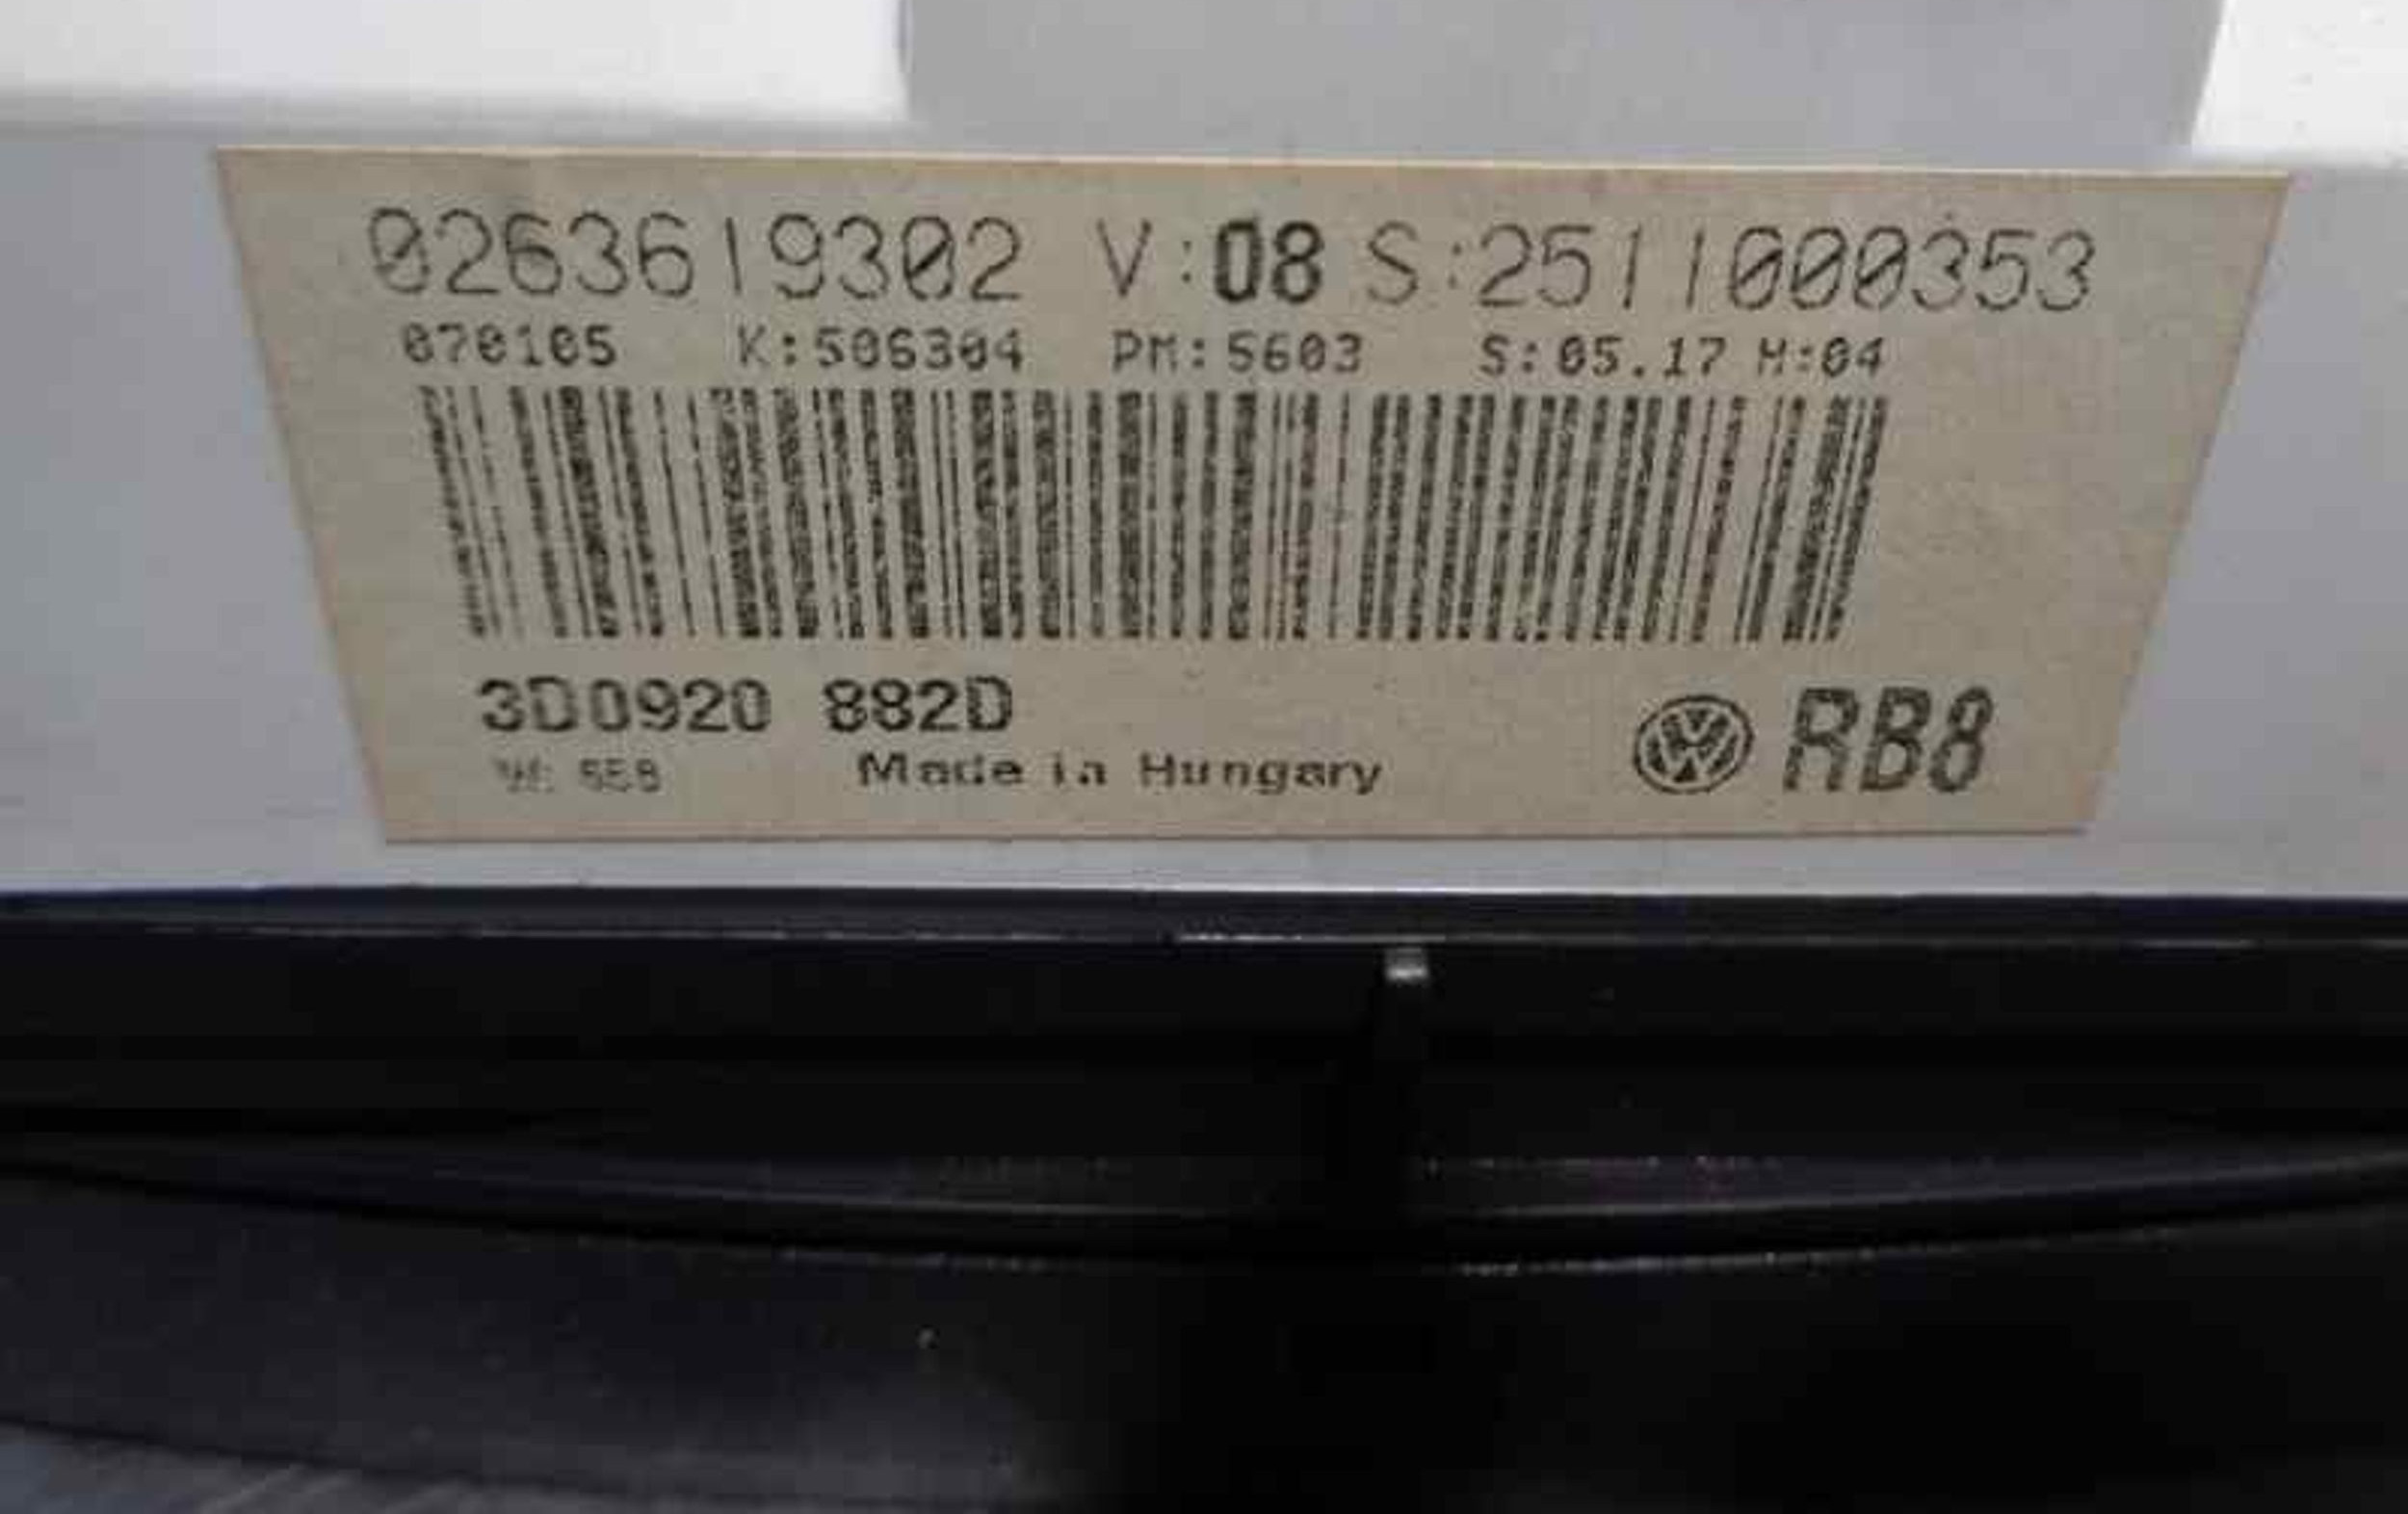 0263619302 V:08 S:2511000353
070105 K:506304 PM:5603 S:05.17 H:04
3D0920 882D RB8
Made in Hungary